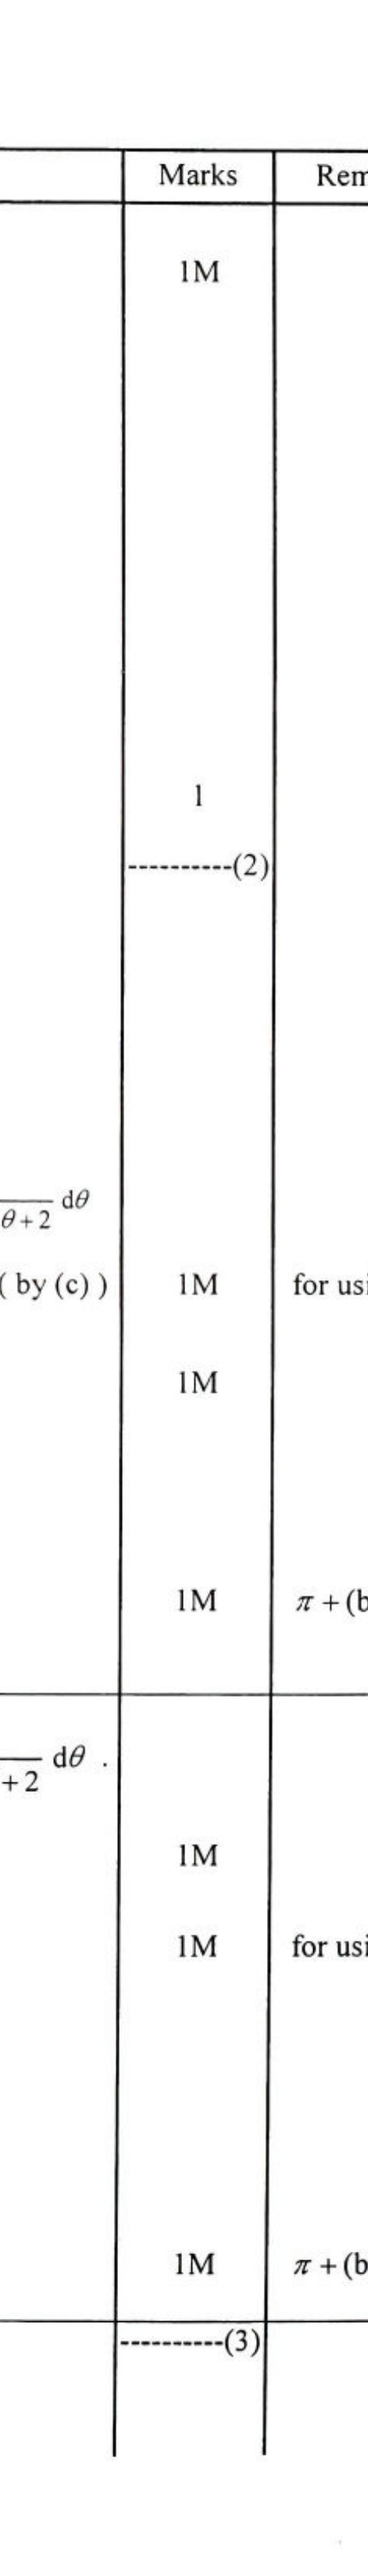 Marks Rem
1M
1
----------(2)
θ + 2 dθ
( by (c) ) 1M for usi
1M
1M π + (b
+ 2 dθ .
1M
1M for usi
1M π + (b
----------(3)